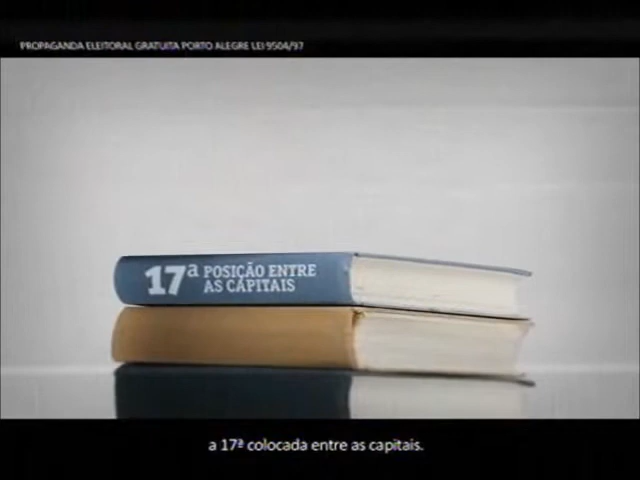 PROPAGANDA ELEITORAL GRATUITA PORTO ALEGRE LEI 9504/97
17ª POSIÇÃO ENTRE
AS CAPITAIS
a 17ª colocada entre as capitais.